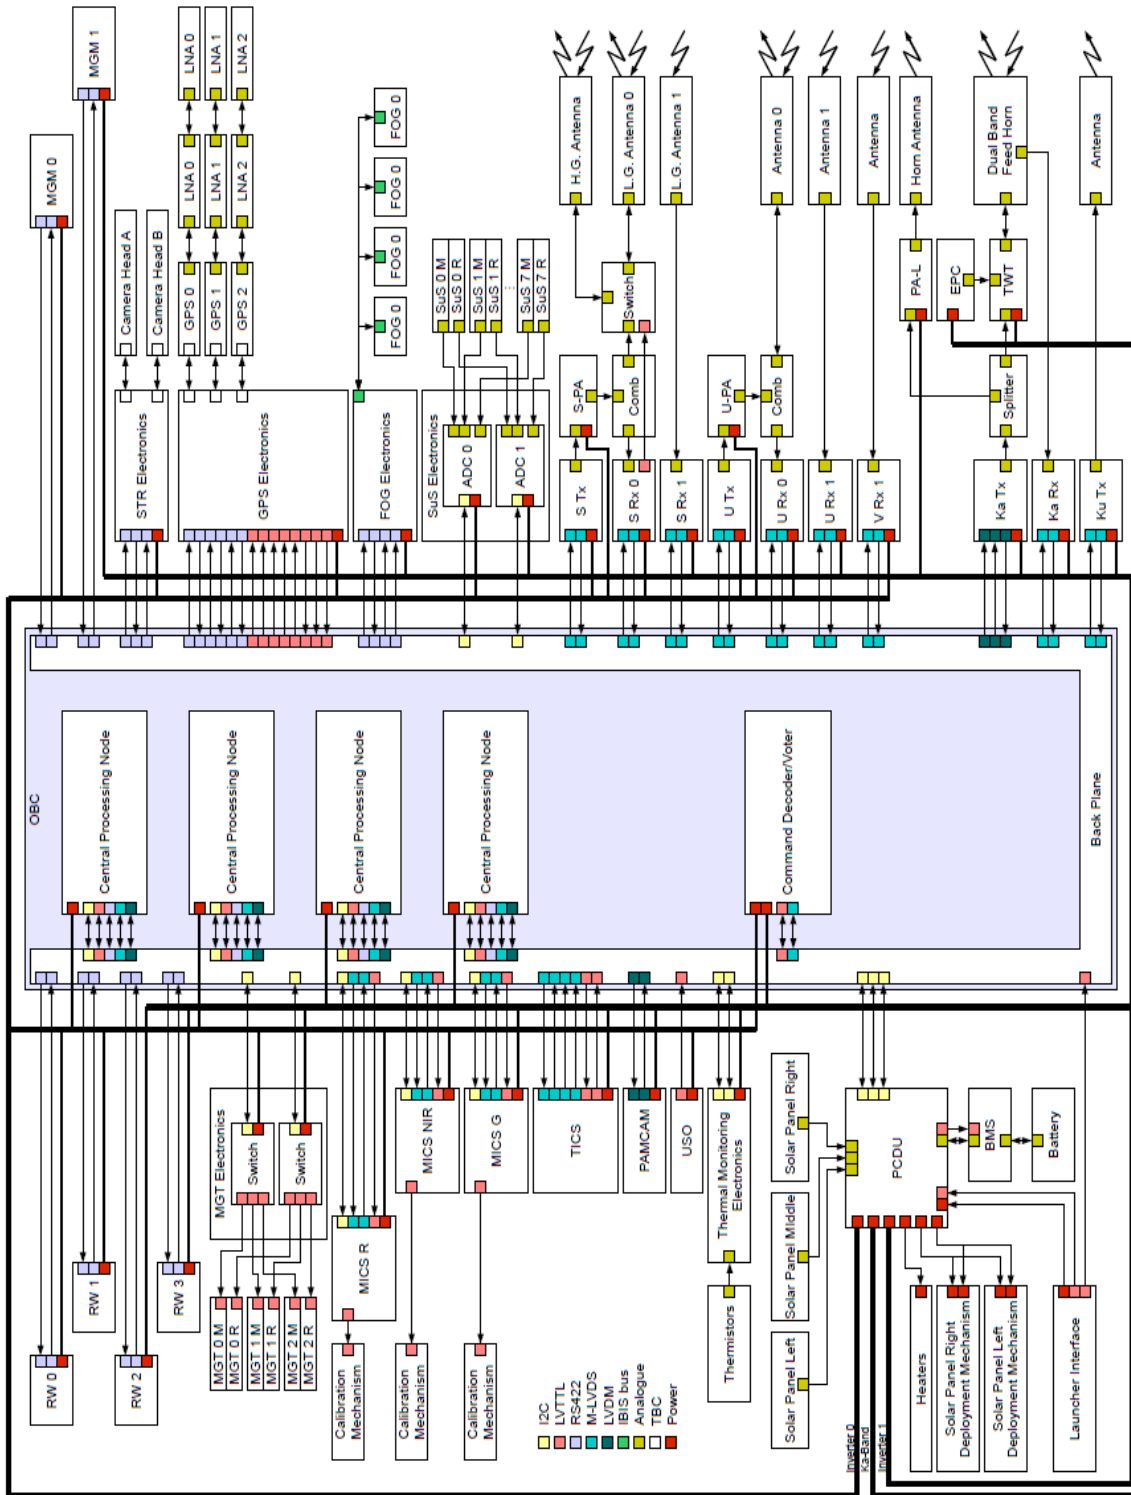 RW 0
RW 1
RW 2
RW 3
MGT Electronics
Switch
Switch
MGT 0 M
MGT 0 R
MGT 1 M
MGT 1 R
MGT 2 M
MGT 2 R
MICS R
MICS NIR
MICS G
Calibration
Mechanism
Calibration
Mechanism
Calibration
Mechanism
TICS
PAMCAM
USO
Thermal Monitoring
Electronics
Thermistors
I2C
LVTTL
RS422
M-LVDS
LVDM
IBIS bus
Analogue
TBC
Power
Solar Panel Left
Solar Panel Middle
Solar Panel Right
PCDU
BMS
Battery
Inverter 0
Ka-Band
Inverter 1
Heaters
Solar Panel Right
Deployment Mechanism
Solar Panel Left
Deployment Mechanism
Launcher Interface
OBC
Central Processing Node
Central Processing Node
Central Processing Node
Central Processing Node
Command Decoder/Voter
Back Plane
MGM 0
MGM 1
STR Electronics
Camera Head A
Camera Head B
GPS Electronics
GPS 0
LNA 0
LNA 0
GPS 1
LNA 1
LNA 1
GPS 2
LNA 2
LNA 2
FOG Electronics
FOG 0
FOG 0
FOG 0
FOG 0
SuS Electronics
ADC 0
ADC 1
SuS 0 M
SuS 0 R
SuS 1 M
SuS 1 R
:
SuS 7 M
SuS 7 R
S Tx
S-PA
H.G. Antenna
S Rx 0
Comb
Switch
L.G. Antenna 0
S Rx 1
L.G. Antenna 1
U Tx
U-PA
U Rx 0
Comb
Antenna 0
U Rx 1
Antenna 1
V Rx 1
Antenna
PA-L
Horn Antenna
EPC
Ka Tx
Splitter
TWT
Dual Band
Feed Horn
Ka Rx
Ku Tx
Antenna